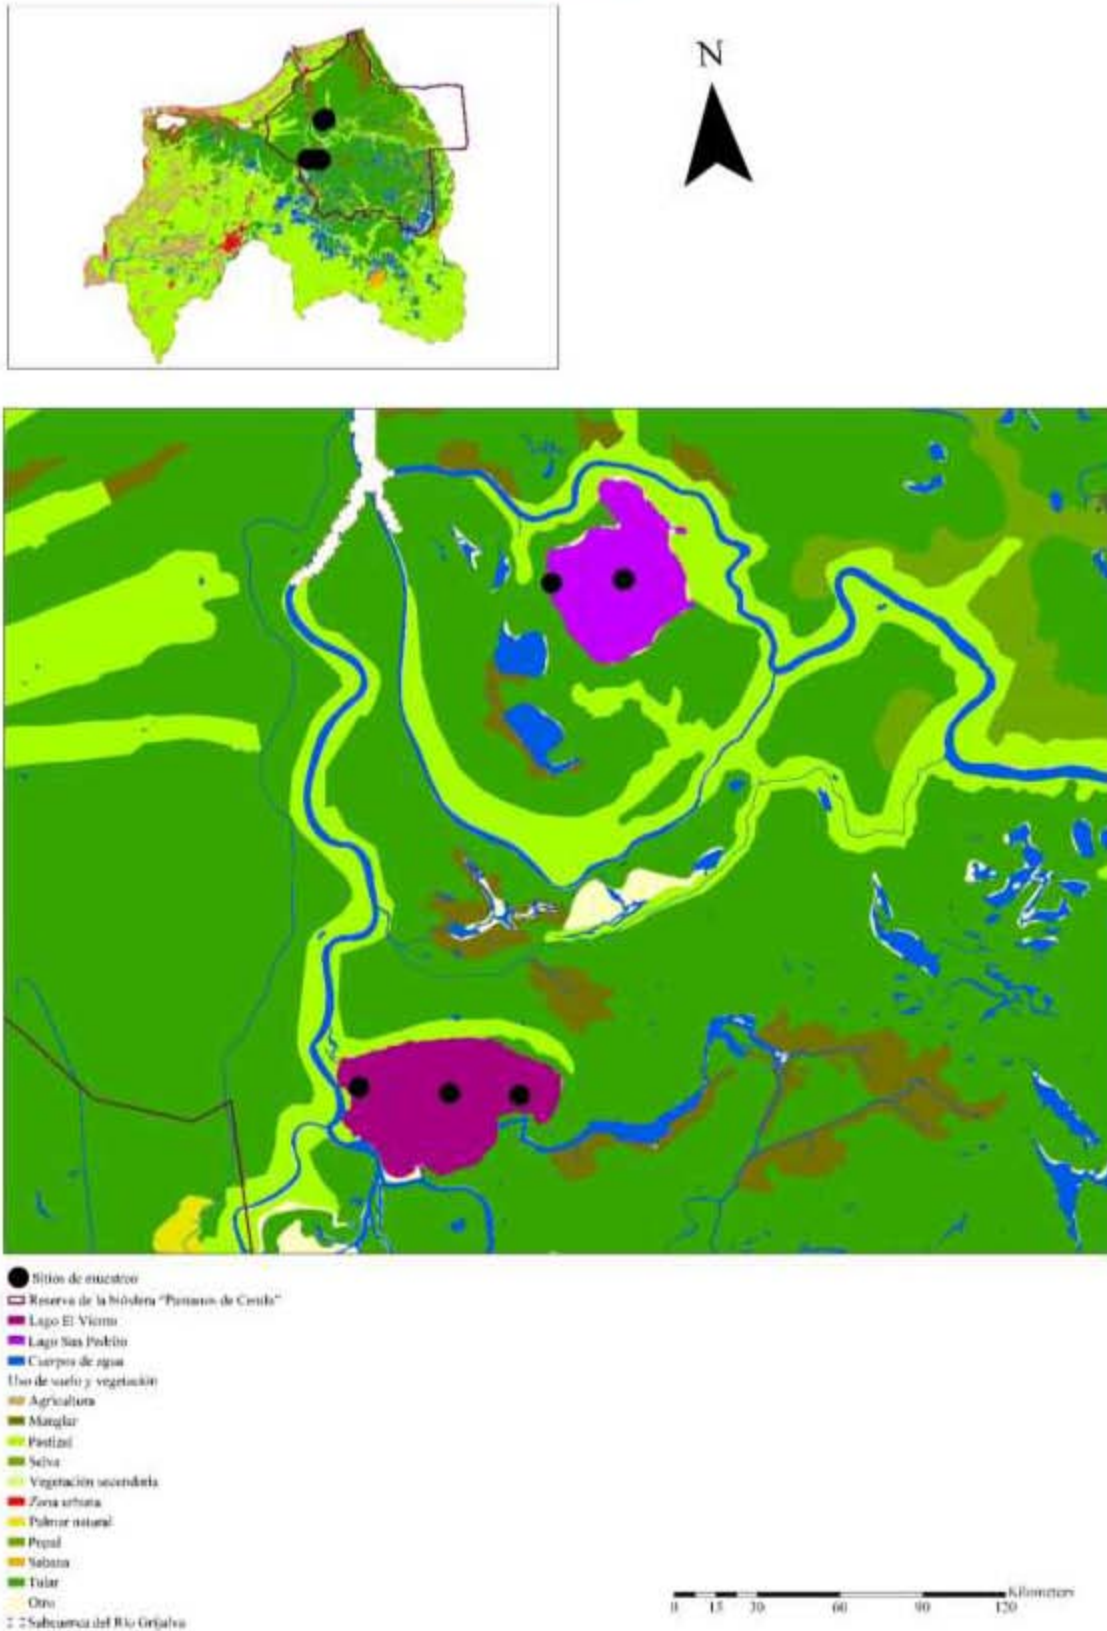 N
Sitios de muestreo
Reserva de la Biósfera "Pantanos de Centla"
Lago El Viento
Lago San Pedrito
Cuerpos de agua
Uso de suelo y vegetación
Agricultura
Manglar
Pastizal
Selva
Vegetación secundaria
Zona urbana
Palmar natural
Popal
Sabana
Tular
Otro
Subcuenca del Río Grijalva
Kilometers
0 15 30 60 90 120